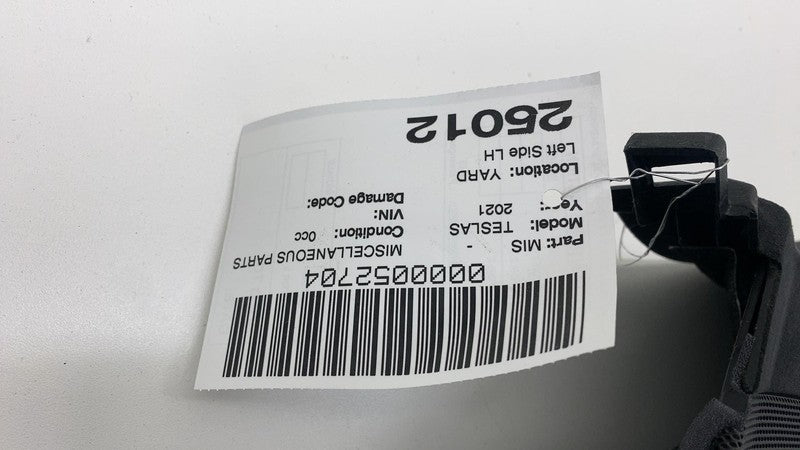 0000052704
Part: MIS - MISCELLANEOUS PARTS
Model: TESLAS Condition: 0cc
Year: 2021 VIN:
Damage Code:
Location: YARD
Left Side LH
25012